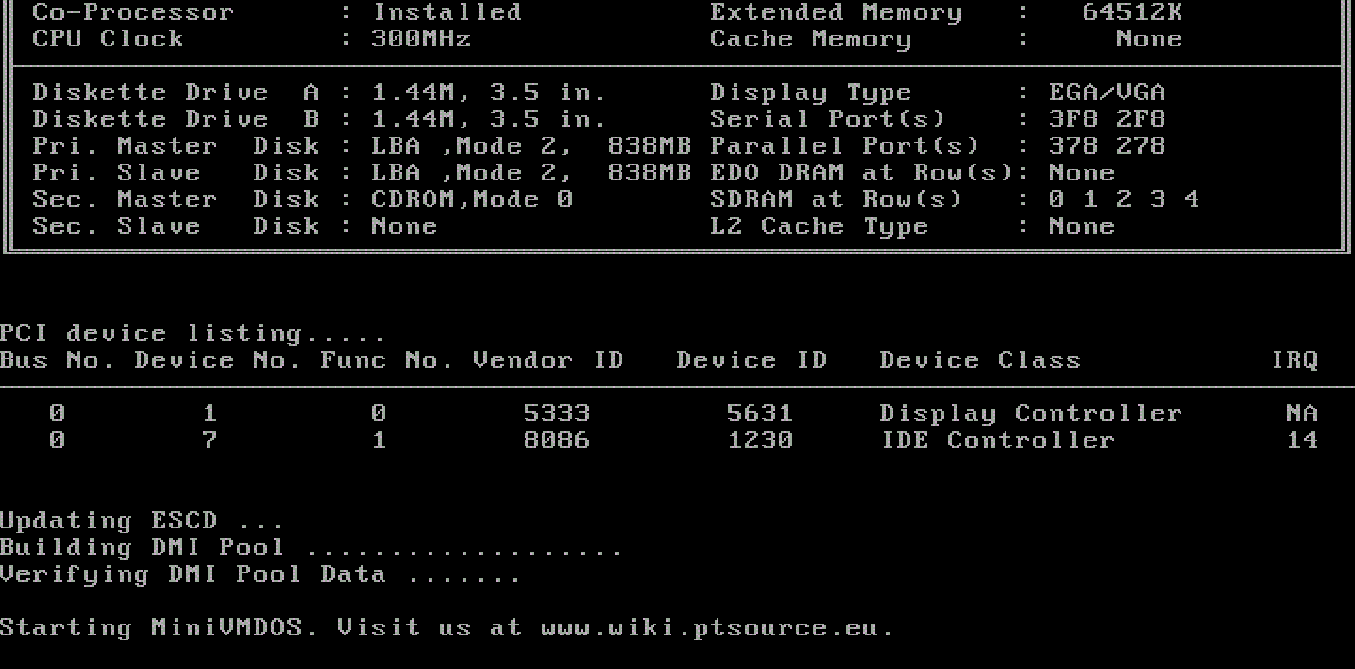 Co-Processor : Installed Extended Memory : 64512K
CPU Clock : 300MHz Cache Memory : None
Diskette Drive A : 1.44M, 3.5 in. Display Type : EGA/VGA
Diskette Drive B : 1.44M, 3.5 in. Serial Port(s) : 3F8 2F8
Pri. Master Disk : LBA ,Mode 2, 838MB Parallel Port(s) : 378 278
Pri. Slave Disk : LBA ,Mode 2, 838MB EDO DRAM at Row(s): None
Sec. Master Disk : CDROM,Mode 0 SDRAM at Row(s) : 0 1 2 3 4
Sec. Slave Disk : None L2 Cache Type : None
PCI device listing.....
Bus No. Device No. Func No. Vendor ID Device ID Device Class IRQ
0 1 0 5333 5631 Display Controller NA
0 7 1 8086 1230 IDE Controller 14
Updating ESCD ...
Building DMI Pool ...................
Verifying DMI Pool Data .......
Starting MiniVMDOS. Visit us at www.wiki.ptsource.eu.